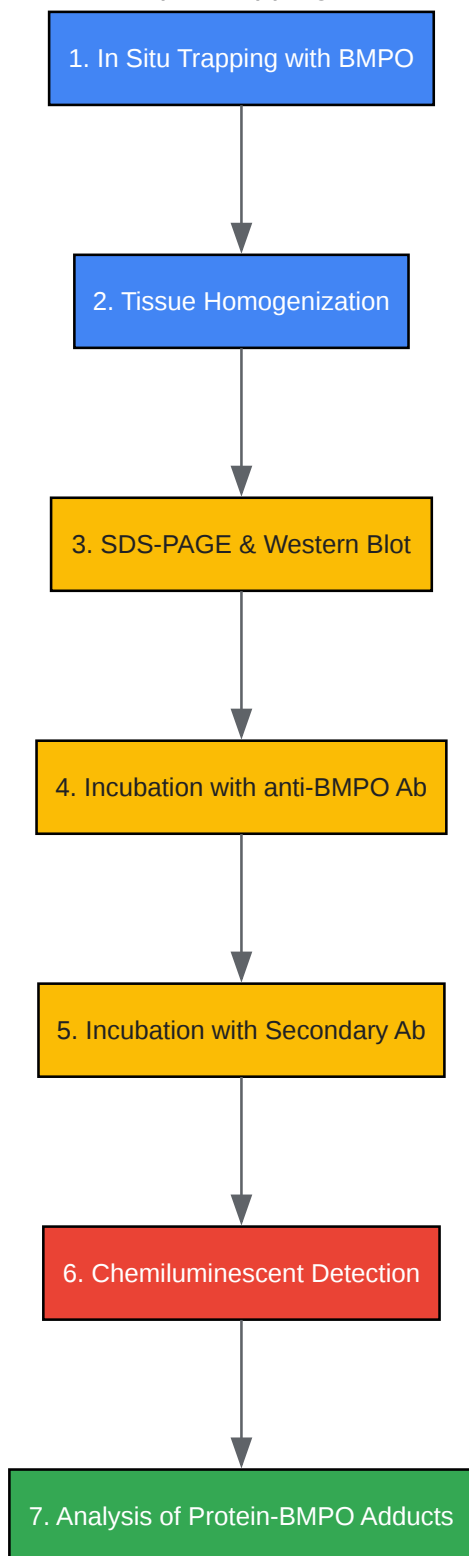 1. In Situ Trapping with BMPO
2. Tissue Homogenization
3. SDS-PAGE & Western Blot
4. Incubation with anti-BMPO Ab
5. Incubation with Secondary Ab
6. Chemiluminescent Detection
7. Analysis of Protein-BMPO Adducts